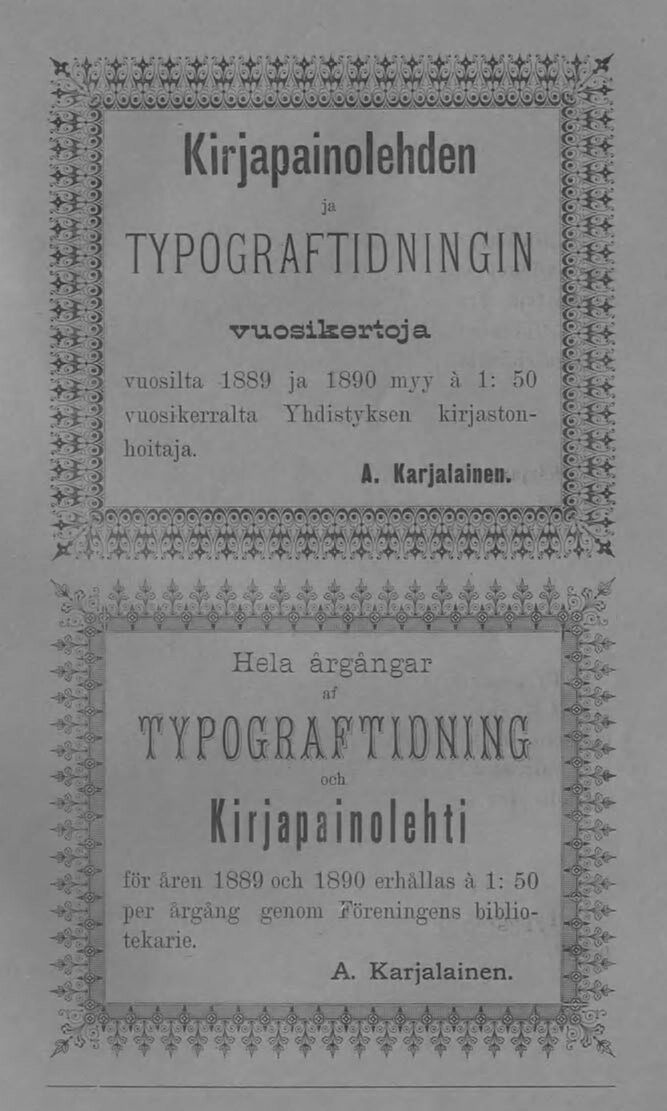 Kirjapainolehden
ja
TYPOGRAFTIDNINGIN
vuosikertoja
vuosilta 1889 ja 1890 myy à 1: 50
vuosikerralta Yhdistyksen kirjaston-
hoitaja.
A. Karjalainen.
Hela årgångar
af
TYPOGRAFTIDNING
och
Kirjapainolehti
för åren 1889 och 1890 erhållas à 1: 50
per årgång genom Föreningens biblio-
tekarie.
A. Karjalainen.